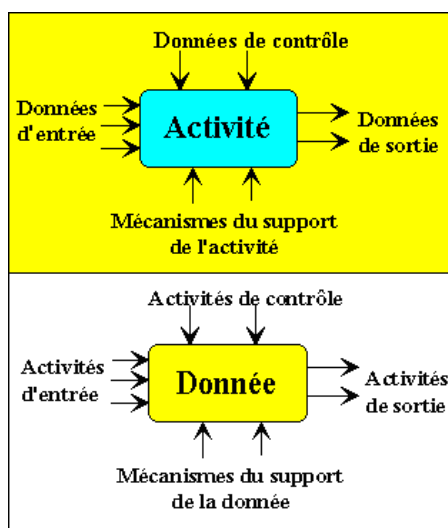 Données de contrôle
Données
d'entrée
Activité
Données
de sortie
Mécanismes du support
de l'activité
Activités de contrôle
Activités
d'entrée
Donnée
Activités
de sortie
Mécanismes du support
de la donnée